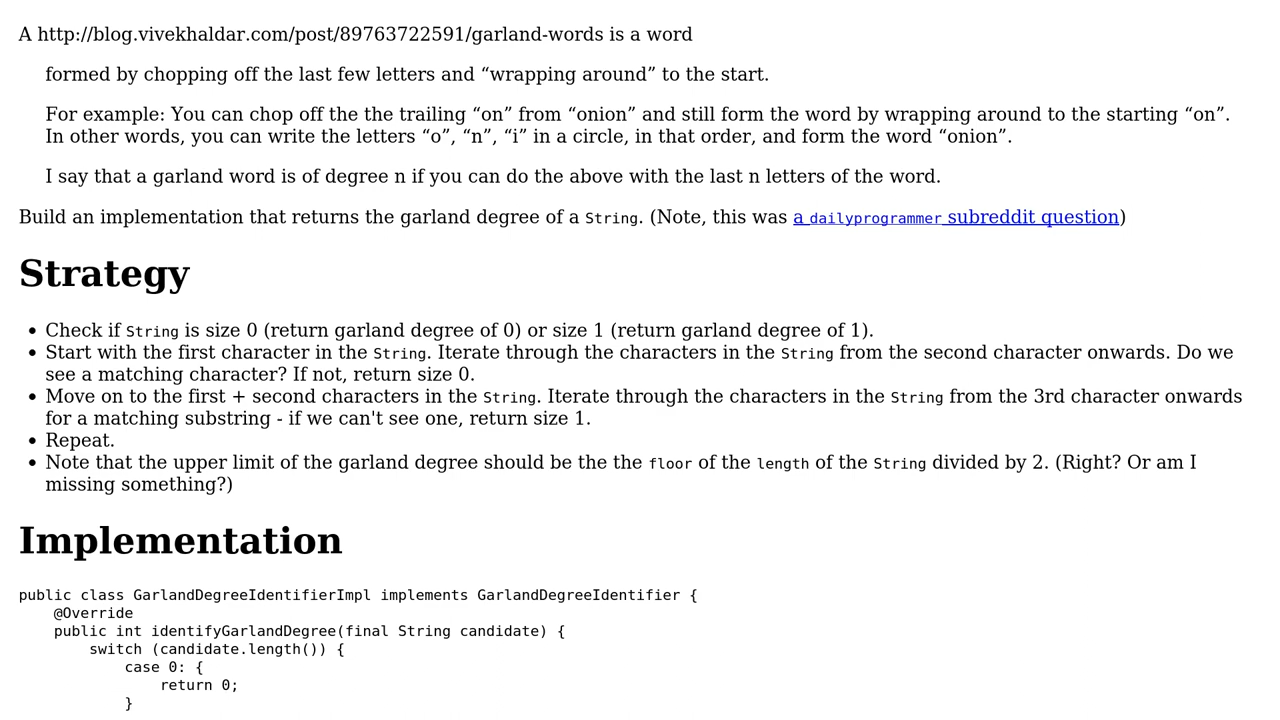 A http://blog.vivekhaldar.com/post/89763722591/garland-words is a word
formed by chopping off the last few letters and “wrapping around” to the start.
For example: You can chop off the the trailing “on” from “onion” and still form the word by wrapping around to the starting “on”.
In other words, you can write the letters “o”, “n”, “i” in a circle, in that order, and form the word “onion”.
I say that a garland word is of degree n if you can do the above with the last n letters of the word.
Build an implementation that returns the garland degree of a String. (Note, this was a dailyprogrammer subreddit question)
Strategy
• Check if String is size 0 (return garland degree of 0) or size 1 (return garland degree of 1).
• Start with the first character in the String. Iterate through the characters in the String from the second character onwards. Do we
see a matching character? If not, return size 0.
• Move on to the first + second characters in the String. Iterate through the characters in the String from the 3rd character onwards
for a matching substring - if we can't see one, return size 1.
• Repeat.
• Note that the upper limit of the garland degree should be the the floor of the length of the String divided by 2. (Right? Or am I
missing something?)
Implementation
public class GarlandDegreeIdentifierImpl implements GarlandDegreeIdentifier {
    @Override
    public int identifyGarlandDegree(final String candidate) {
        switch (candidate.length()) {
            case 0: {
                return 0;
            }